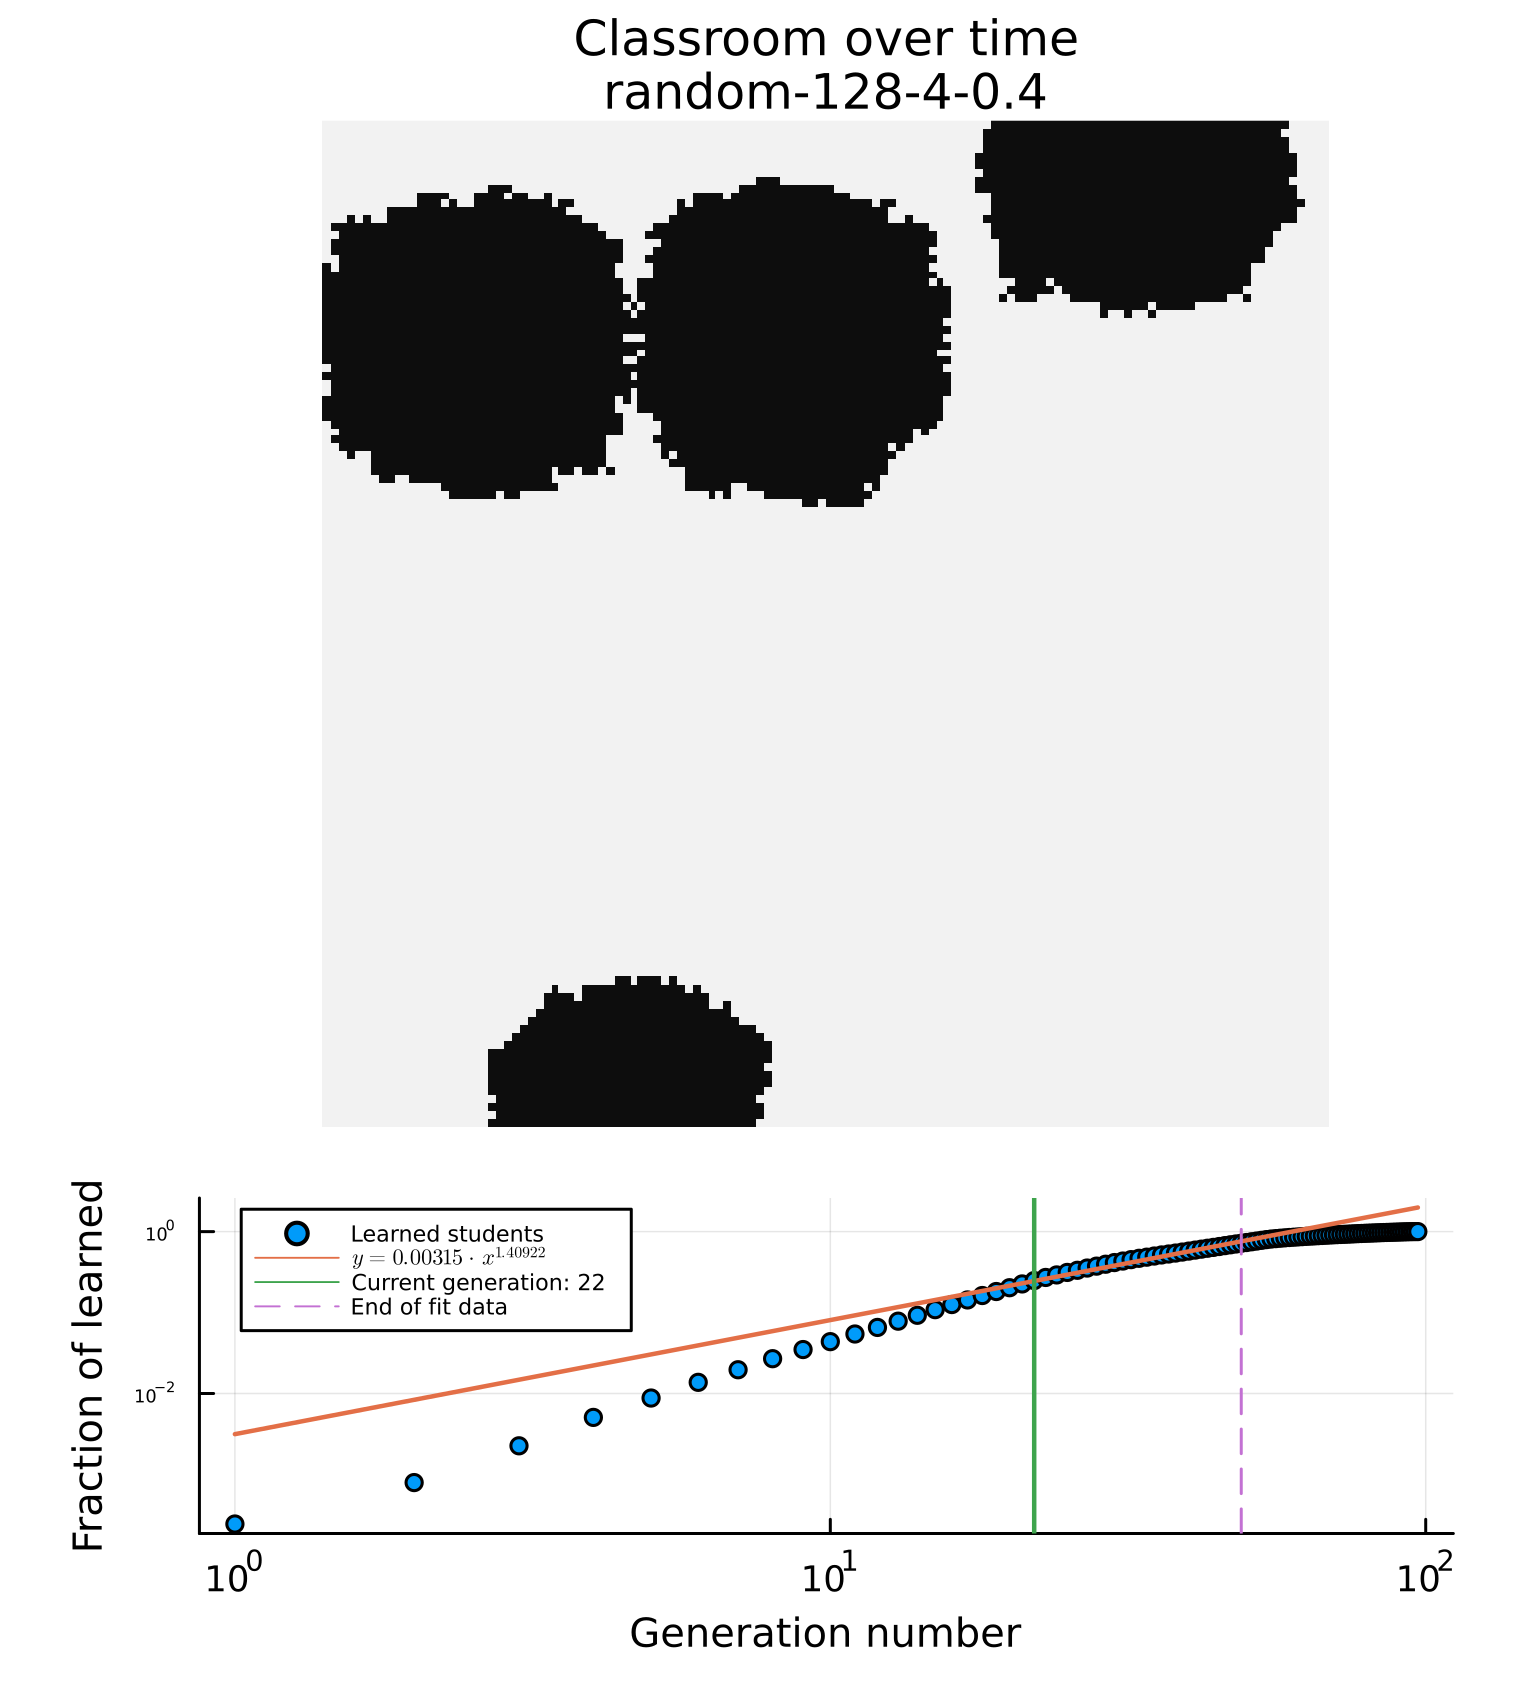 Classroom over time
random-128-4-0.4
Fraction of learned
10^0
10^-2
Learned students
y = 0.00315 · x^1.40922
Current generation: 22
End of fit data
10^0
10^1
10^2
Generation number